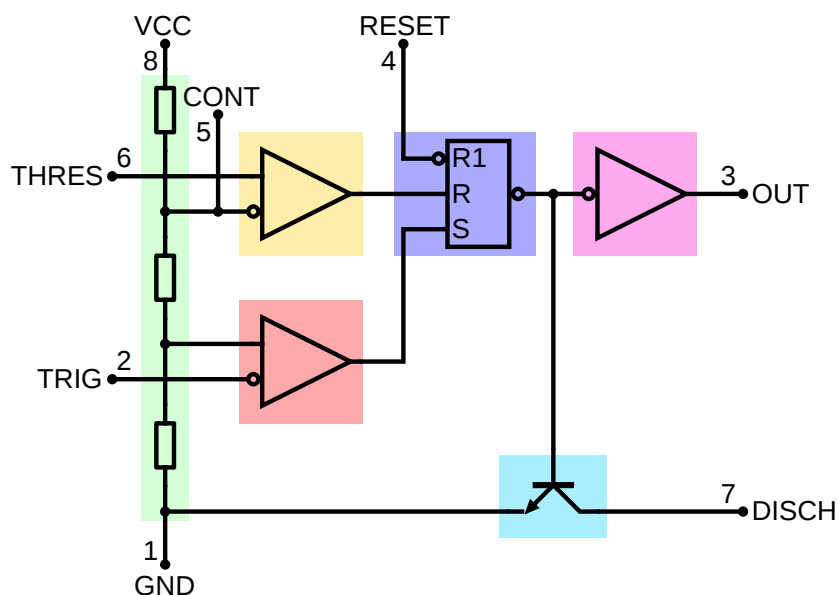 VCC
8
RESET
4
CONT
5
THRES
6
R1
R
S
3
OUT
TRIG
2
7
DISCH
1
GND